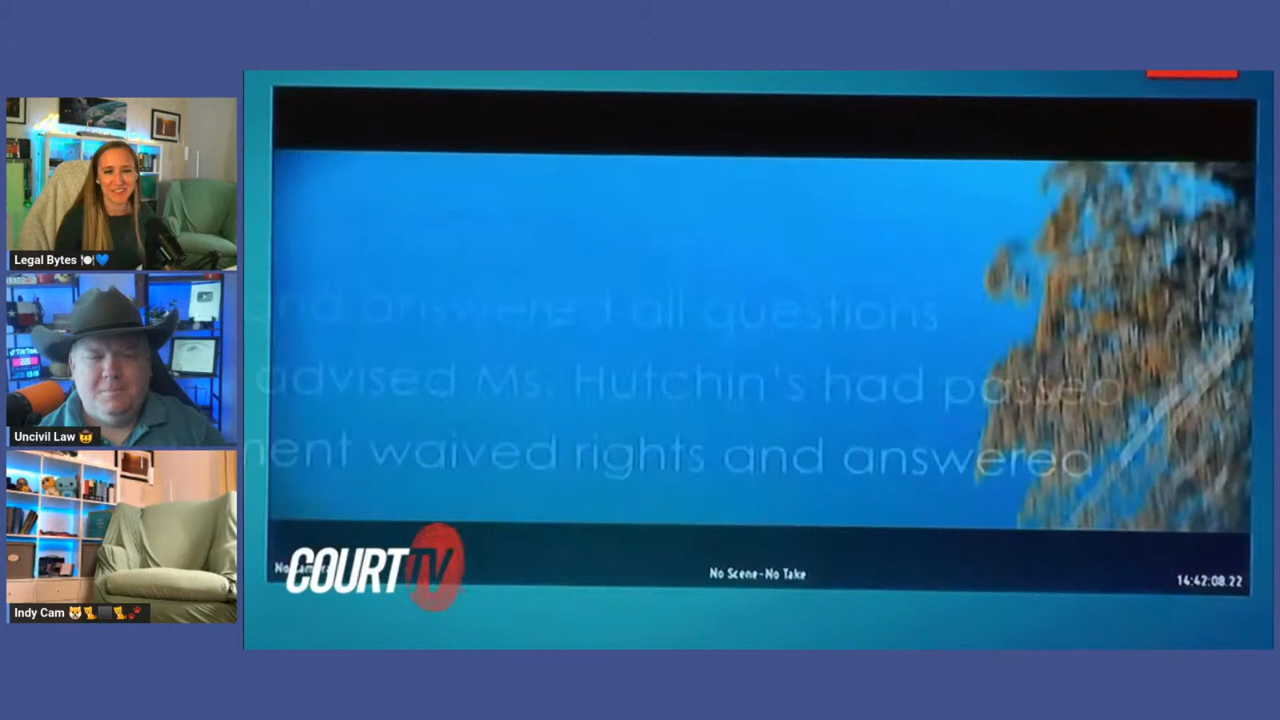 Legal Bytes 🍽💙
TikTok
Uncivil Law 🤠
Indy Cam
and answered all questions
advised Ms. Hutchin's had passed
ent waived rights and answered
COURT TV
No Scene-No Take
14:42:08.22